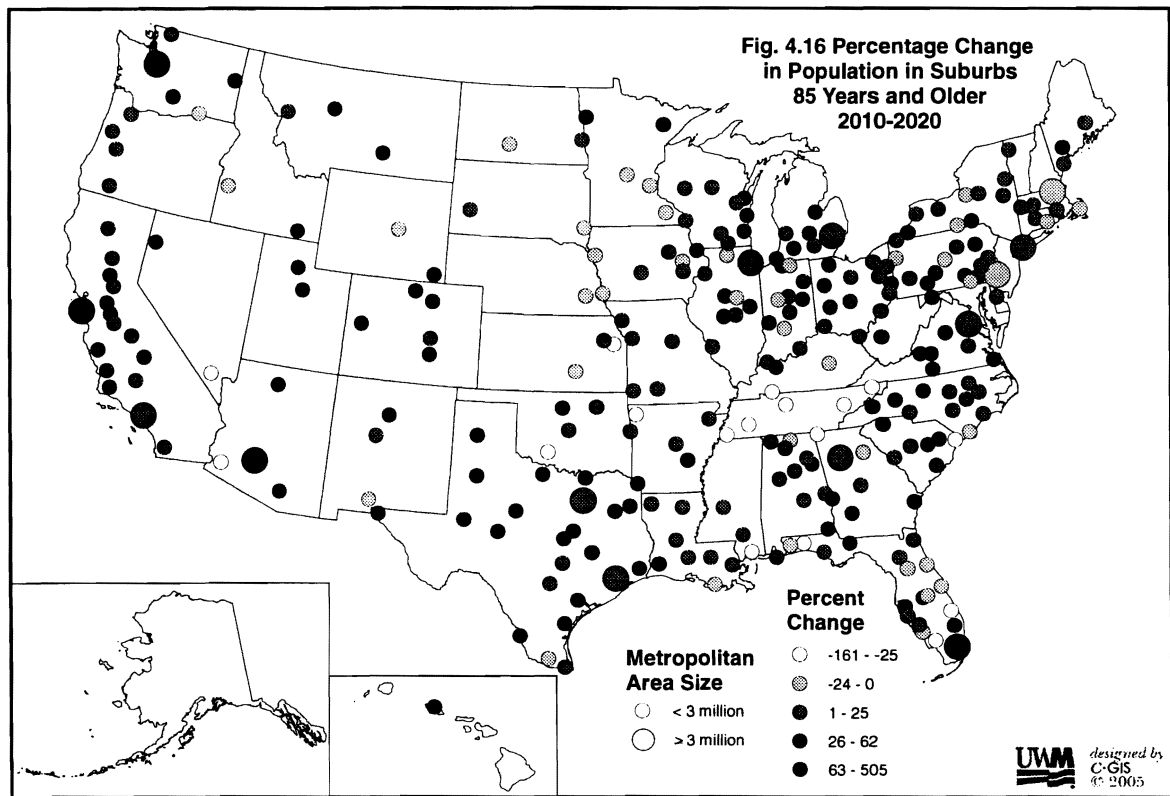 Fig. 4.16 Percentage Change
in Population in Suburbs
85 Years and Older
2010-2020
Metropolitan
Area Size
< 3 million
≥ 3 million
Percent
Change
-161 - -25
-24 - 0
1 - 25
26 - 62
63 - 505
UWM
designed by
C·GIS
© 2005